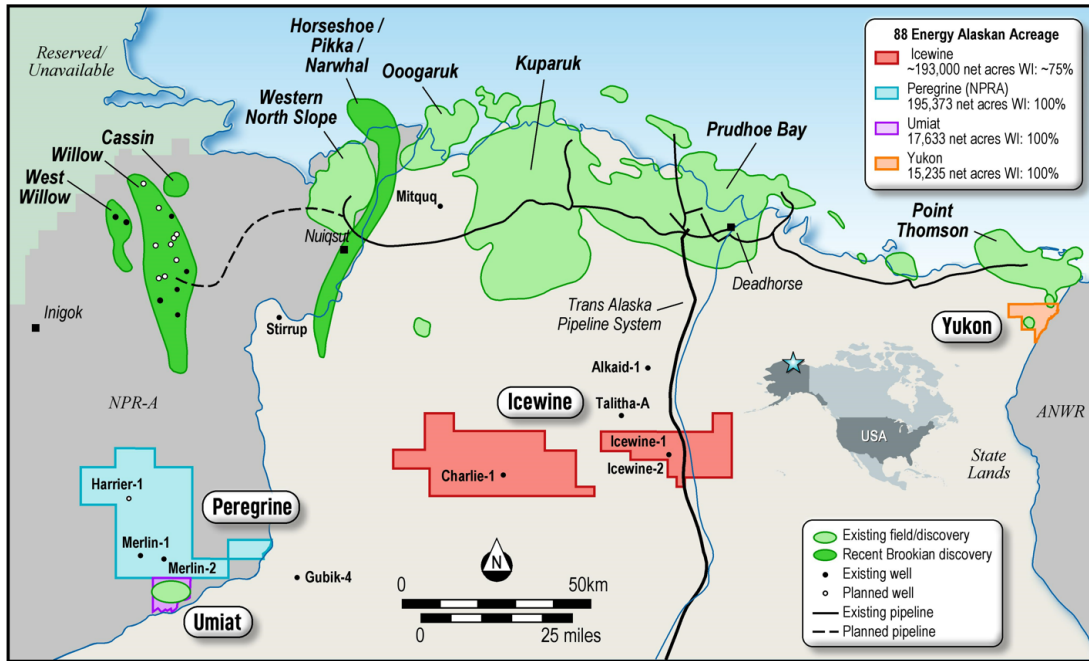 Reserved/
Unavailable
Horseshoe /
Pikka /
Narwhal
Ooogaruk
Kuparuk
Western
North Slope
Prudhoe Bay
Cassin
Willow
West
Willow
Mitquq
Point
Thomson
Nuiqsut
Deadhorse
Inigok
Stirrup
Trans Alaska
Pipeline System
Yukon
Alkaid-1
NPR-A
Icewine
Talitha-A
ANWR
USA
Icewine-1
Icewine-2
Charlie-1
State
Lands
Harrier-1
Peregrine
Merlin-1
Merlin-2
Gubik-4
Umiat
N
0 50km
0 25 miles
88 Energy Alaskan Acreage
Icewine
~193,000 net acres WI: ~75%
Peregrine (NPRA)
195,373 net acres WI: 100%
Umiat
17,633 net acres WI: 100%
Yukon
15,235 net acres WI: 100%
Existing field/discovery
Recent Brookian discovery
Existing well
Planned well
Existing pipeline
Planned pipeline